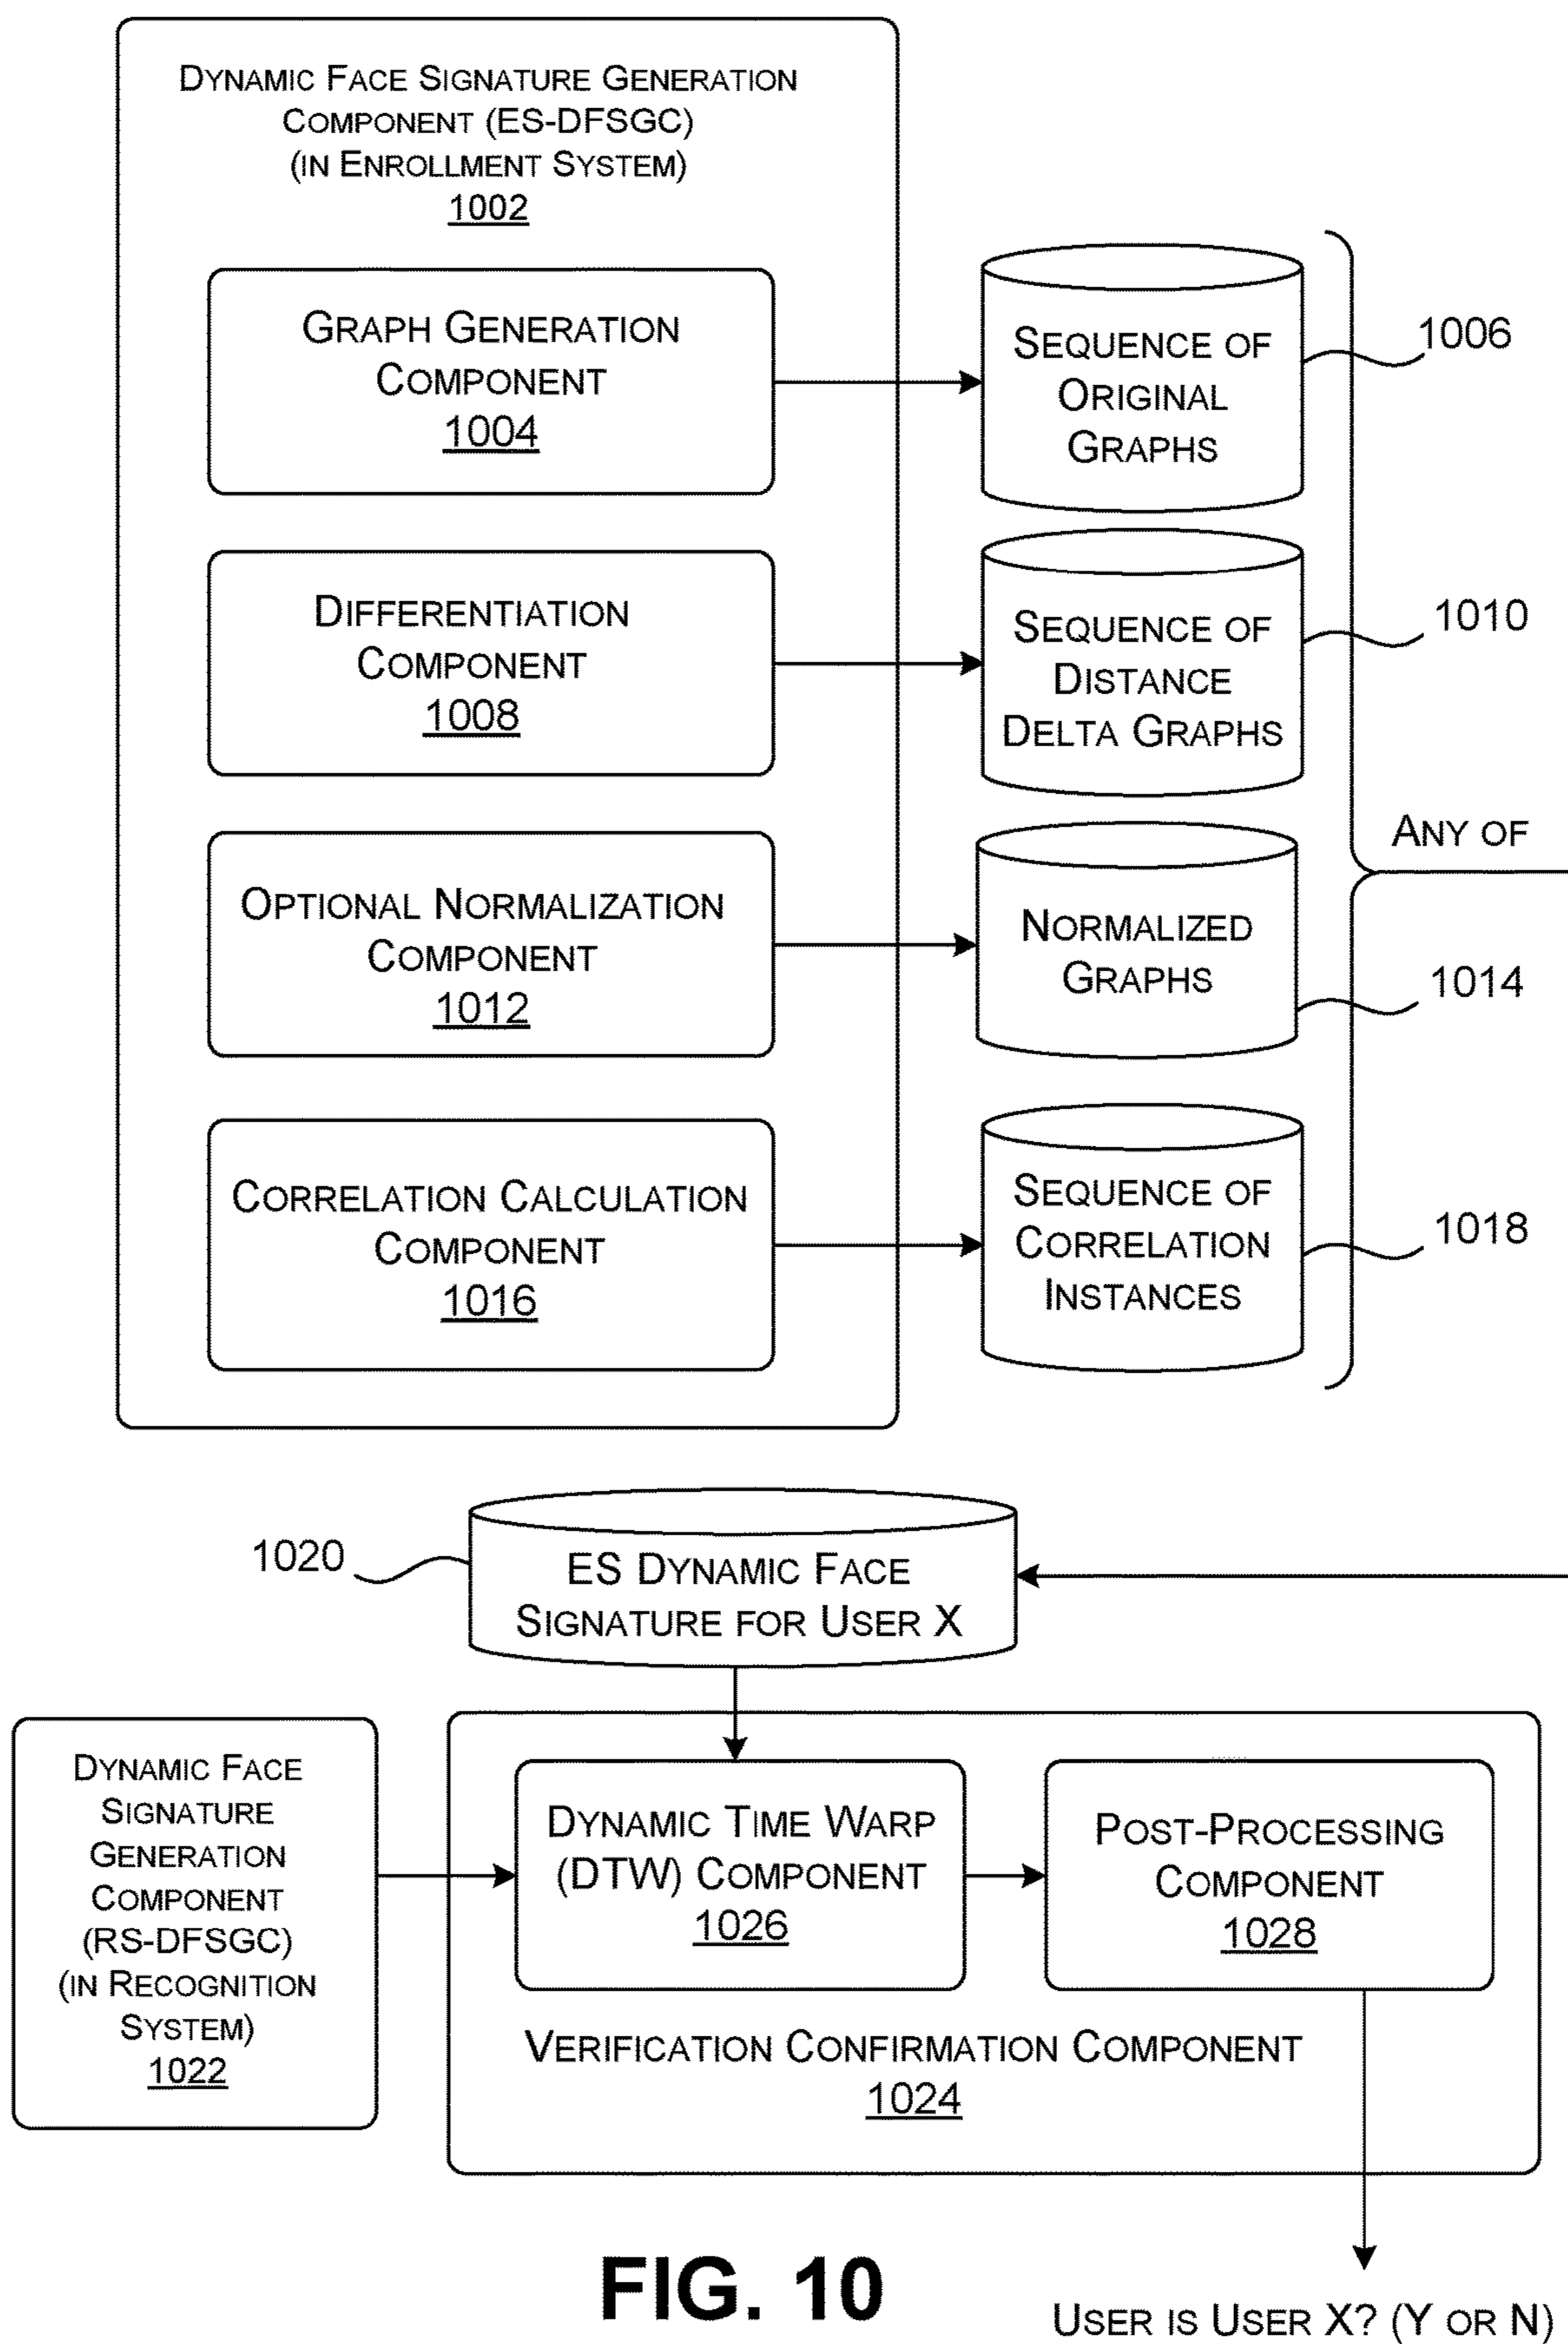 DYNAMIC FACE SIGNATURE GENERATION
COMPONENT (ES-DFSGC)
(IN ENROLLMENT SYSTEM)
1002
GRAPH GENERATION
COMPONENT
1004
SEQUENCE OF
ORIGINAL
GRAPHS
1006
DIFFERENTIATION
COMPONENT
1008
SEQUENCE OF
DISTANCE
DELTA GRAPHS
1010
ANY OF
OPTIONAL NORMALIZATION
COMPONENT
1012
NORMALIZED
GRAPHS
1014
CORRELATION CALCULATION
COMPONENT
1016
SEQUENCE OF
CORRELATION
INSTANCES
1018
1020
ES DYNAMIC FACE
SIGNATURE FOR USER X
DYNAMIC FACE
SIGNATURE
GENERATION
COMPONENT
(RS-DFSGC)
(IN RECOGNITION
SYSTEM)
1022
DYNAMIC TIME WARP
(DTW) COMPONENT
1026
POST-PROCESSING
COMPONENT
1028
VERIFICATION CONFIRMATION COMPONENT
1024
FIG. 10
USER IS USER X? (Y OR N)